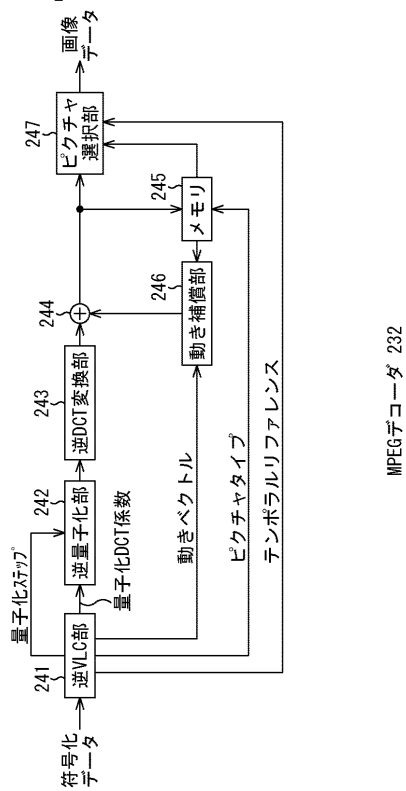 符号化
データ
241
逆VLC部
量子化ステップ
量子化DCT係数
242
逆量子化部
243
逆DCT変換部
244
+
247
ピクチャ
選択部
画像
データ
245
メモリ
246
動き補償部
動きベクトル
ピクチャタイプ
テンポラルリファレンス
MPEGデコーダ 232